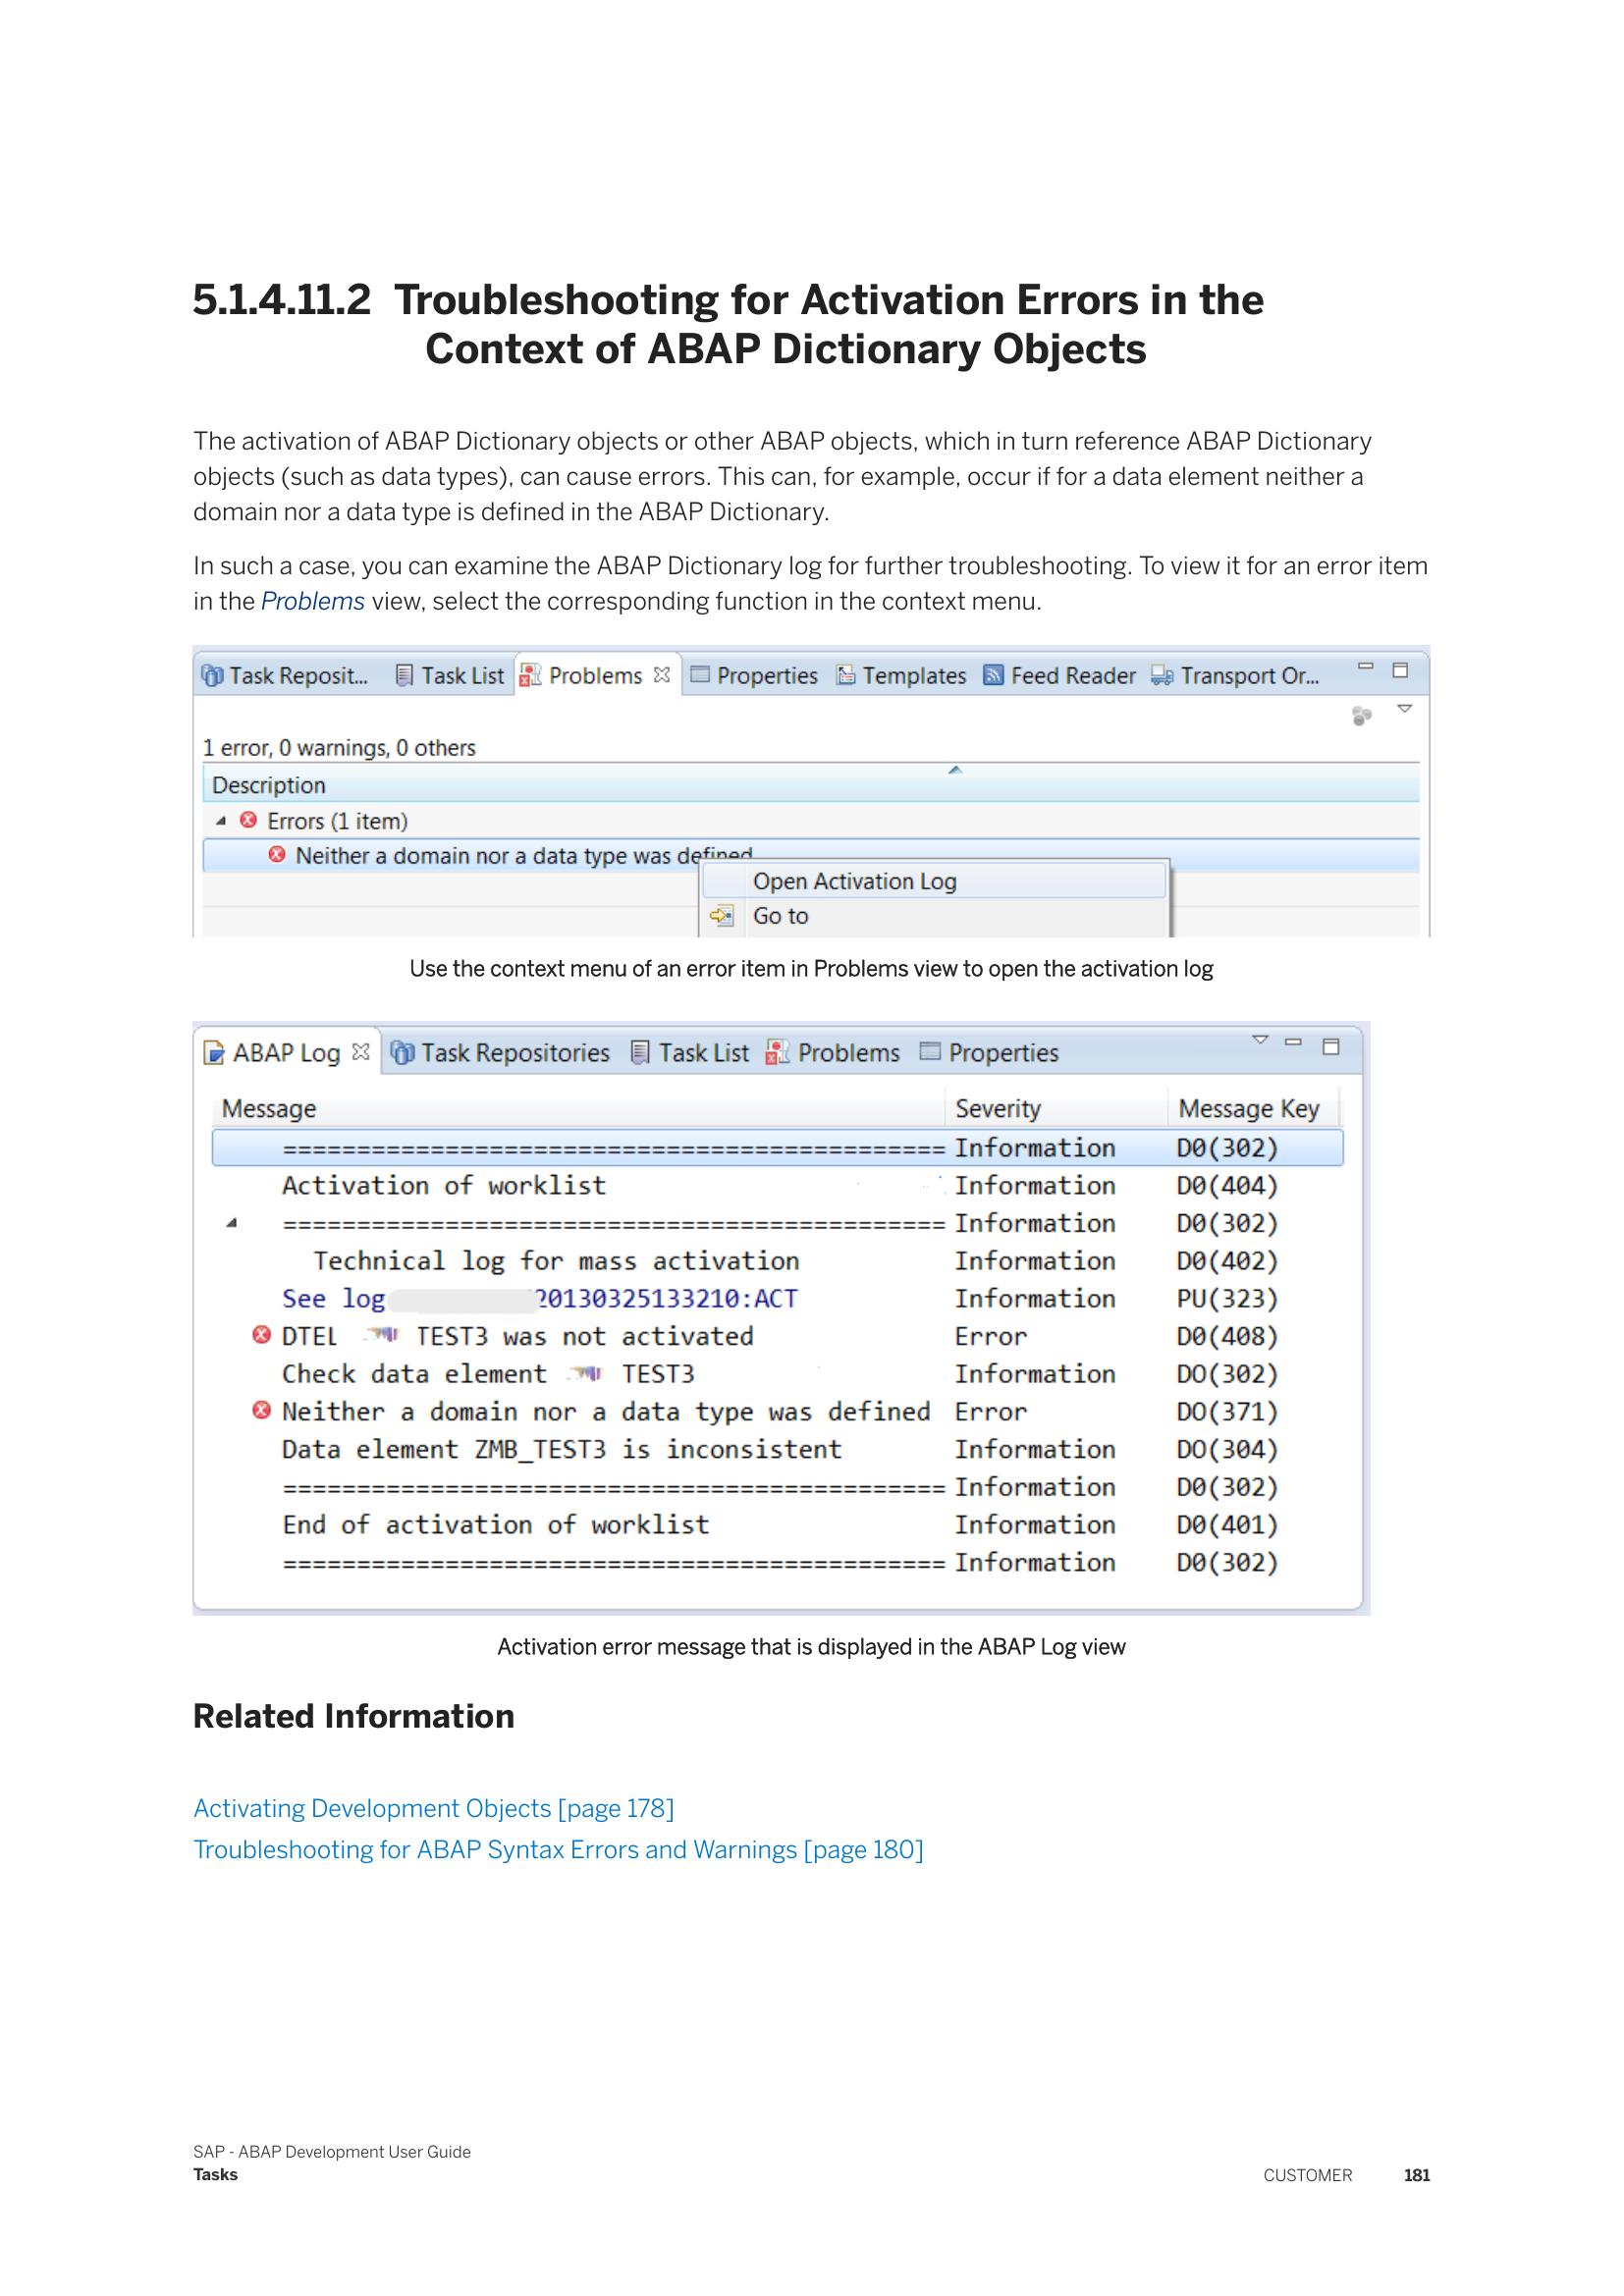 5.1.4.11.2 Troubleshooting for Activation Errors in the
Context of ABAP Dictionary Objects
The activation of ABAP Dictionary objects or other ABAP objects, which in turn reference ABAP Dictionary
objects (such as data types), can cause errors. This can, for example, occur if for a data element neither a
domain nor a data type is defined in the ABAP Dictionary.
In such a case, you can examine the ABAP Dictionary log for further troubleshooting. To view it for an error item
in the Problems view, select the corresponding function in the context menu.
Task Reposit... Task List Problems Properties Templates Feed Reader Transport Or...
1 error, 0 warnings, 0 others
Description
Errors (1 item)
Neither a domain nor a data type was defined
Open Activation Log
Go to
Use the context menu of an error item in Problems view to open the activation log
ABAP Log Task Repositories Task List Problems Properties
Message Severity Message Key
============================================= Information D0(302)
Activation of worklist Information D0(404)
============================================= Information D0(302)
Technical log for mass activation Information D0(402)
See log 20130325133210:ACT Information PU(323)
DTEL TEST3 was not activated Error D0(408)
Check data element TEST3 Information DO(302)
Neither a domain nor a data type was defined Error DO(371)
Data element ZMB_TEST3 is inconsistent Information DO(304)
============================================= Information D0(302)
End of activation of worklist Information D0(401)
============================================= Information D0(302)
Activation error message that is displayed in the ABAP Log view
Related Information
Activating Development Objects [page 178]
Troubleshooting for ABAP Syntax Errors and Warnings [page 180]
SAP - ABAP Development User Guide
Tasks
CUSTOMER 181